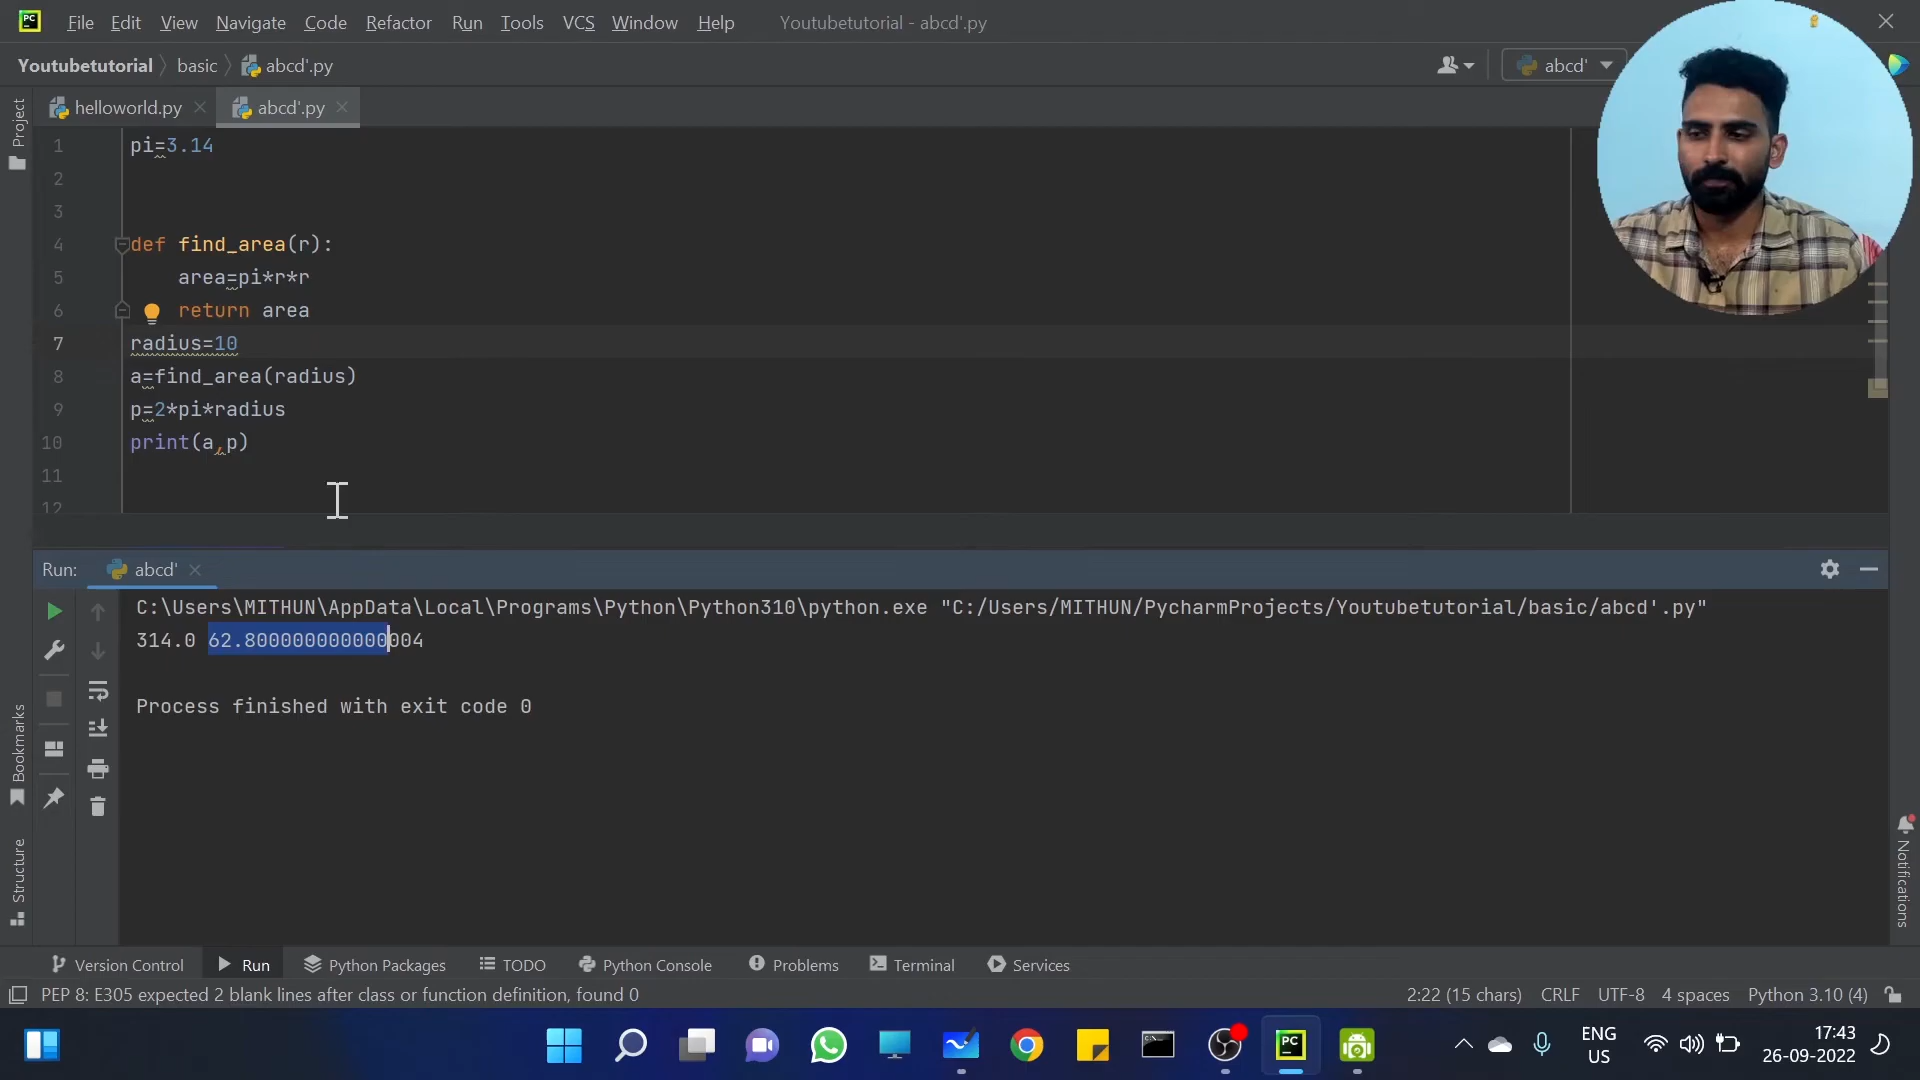 PC File Edit View Navigate Code Refactor Run Tools VCS Window Help Youtubetutorial - abcd'.py
Youtubetutorial basic abcd'.py abcd'
helloworld.py abcd'.py
Project
1 pi=3.14
2
3
4 def find_area(r):
5 area=pi*r*r
6 return area
7 radius=10
8 a=find_area(radius)
9 p=2*pi*radius
10 print(a,p)
11
12
Run: abcd'
C:\Users\MITHUN\AppData\Local\Programs\Python\Python310\python.exe "C:/Users/MITHUN/PycharmProjects/Youtubetutorial/basic/abcd'.py"
314.0 62.800000000000004
Process finished with exit code 0
Bookmarks
Structure
Notifications
Version Control Run Python Packages TODO Python Console Problems Terminal Services
PEP 8: E305 expected 2 blank lines after class or function definition, found 0 2:22 (15 chars) CRLF UTF-8 4 spaces Python 3.10 (4)
PC ENG US 17:43
26-09-2022